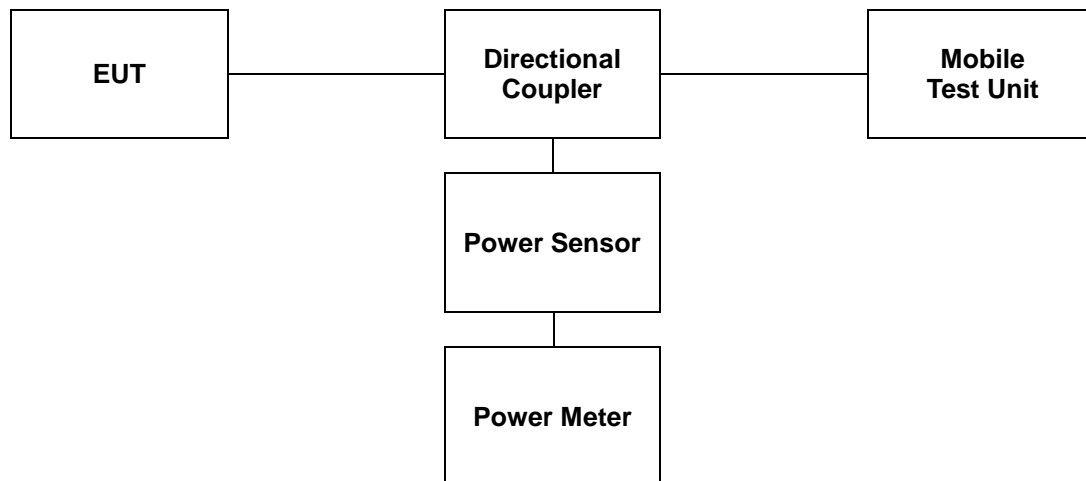 EUT
Directional
Coupler
Mobile
Test Unit
Power Sensor
Power Meter